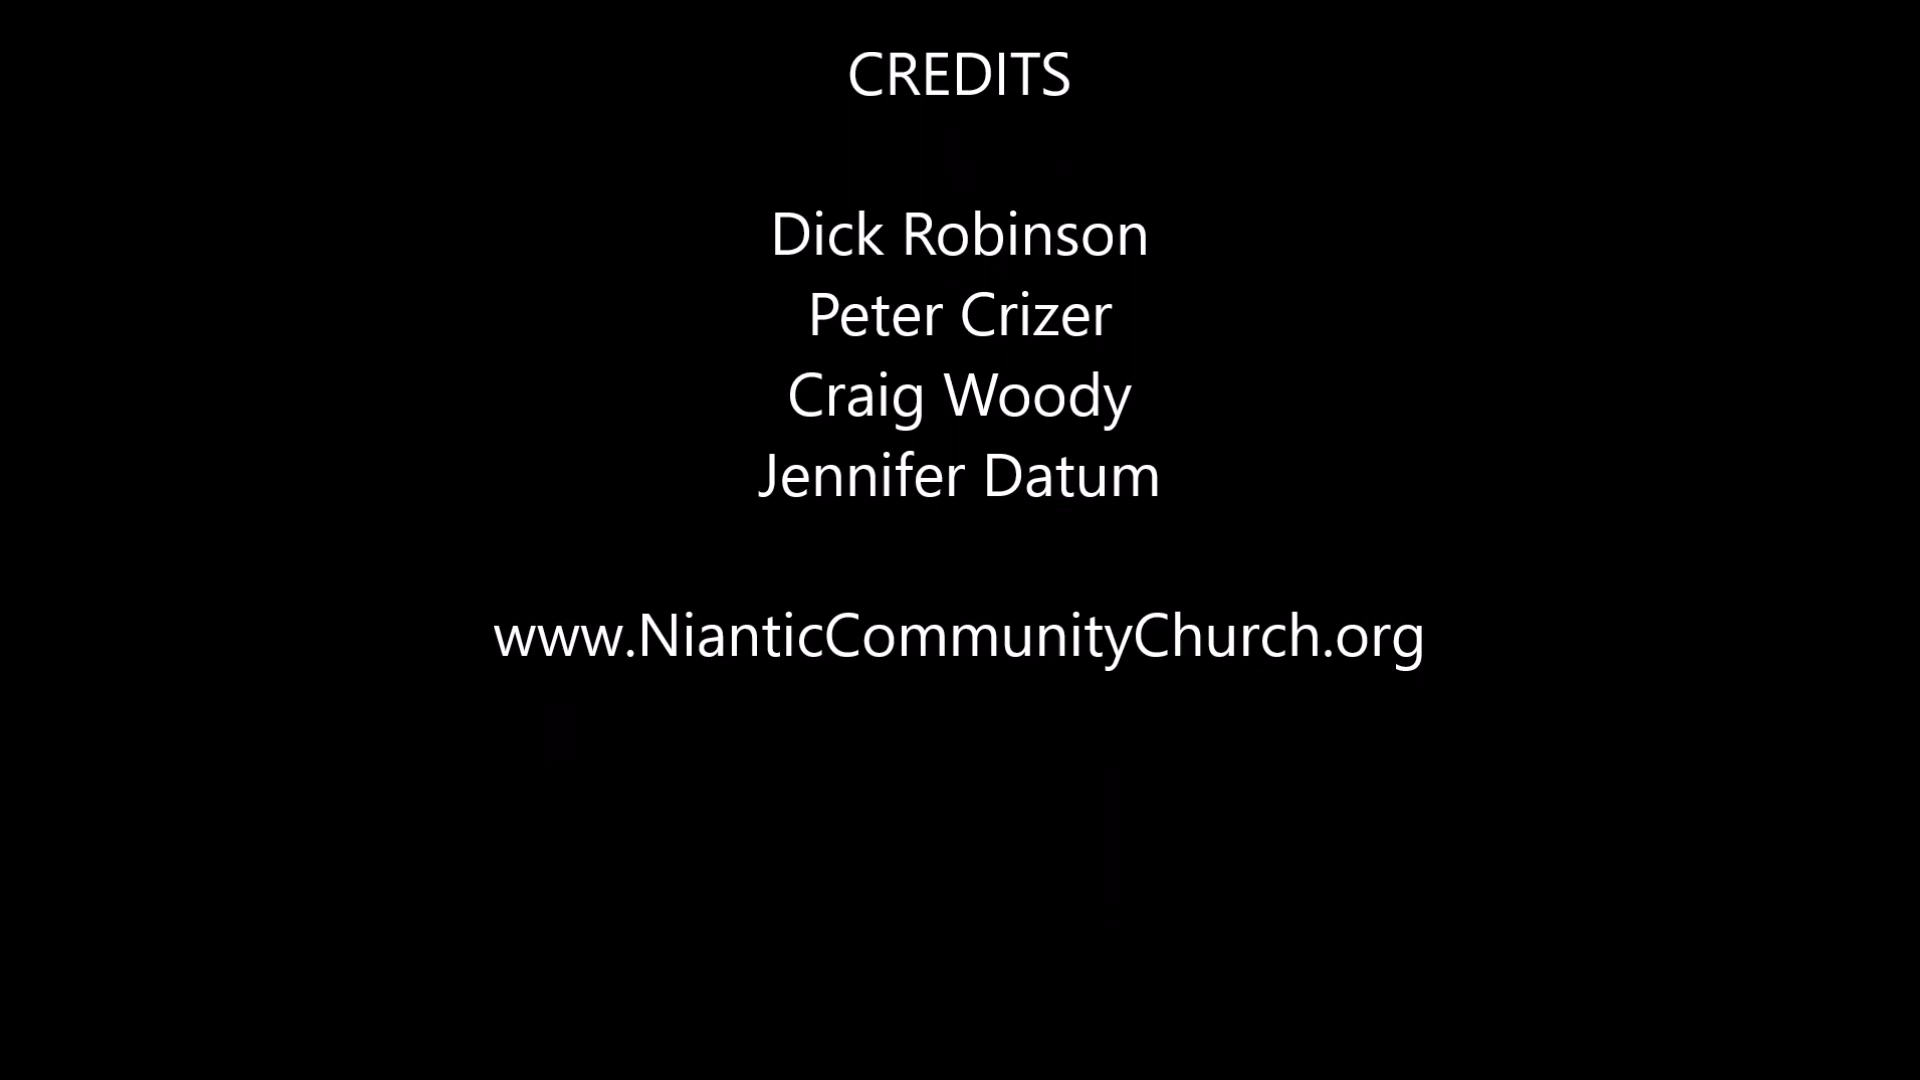 CREDITS
Dick Robinson
Peter Crizer
Craig Woody
Jennifer Datum
www.NianticCommunityChurch.org